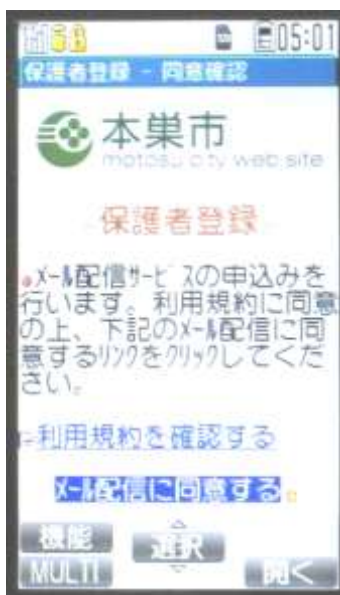 05:01
保護者登録 - 同意確認
本巣市
motosu city web site
保護者登録
●ﾒｰﾙ配信ｻｰﾋﾞｽの申込みを
行います。利用規約に同意
の上、下記のﾒｰﾙ配信に同
意するﾘﾝｸをｸﾘｯｸしてくだ
さい。
利用規約を確認する
ﾒｰﾙ配信に同意する
機能
選択
MULTI
開く